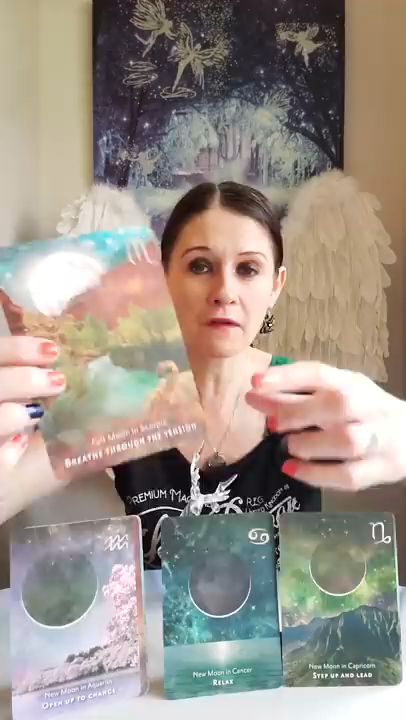 Full Moon in Scorpio
BREATHE THROUGH THE TENSION
PREMIUM
New Moon in Aquarius
OPEN UP TO CHANGE
New Moon in Cancer
RELAX
New Moon in Capricorn
STEP UP AND LEAD